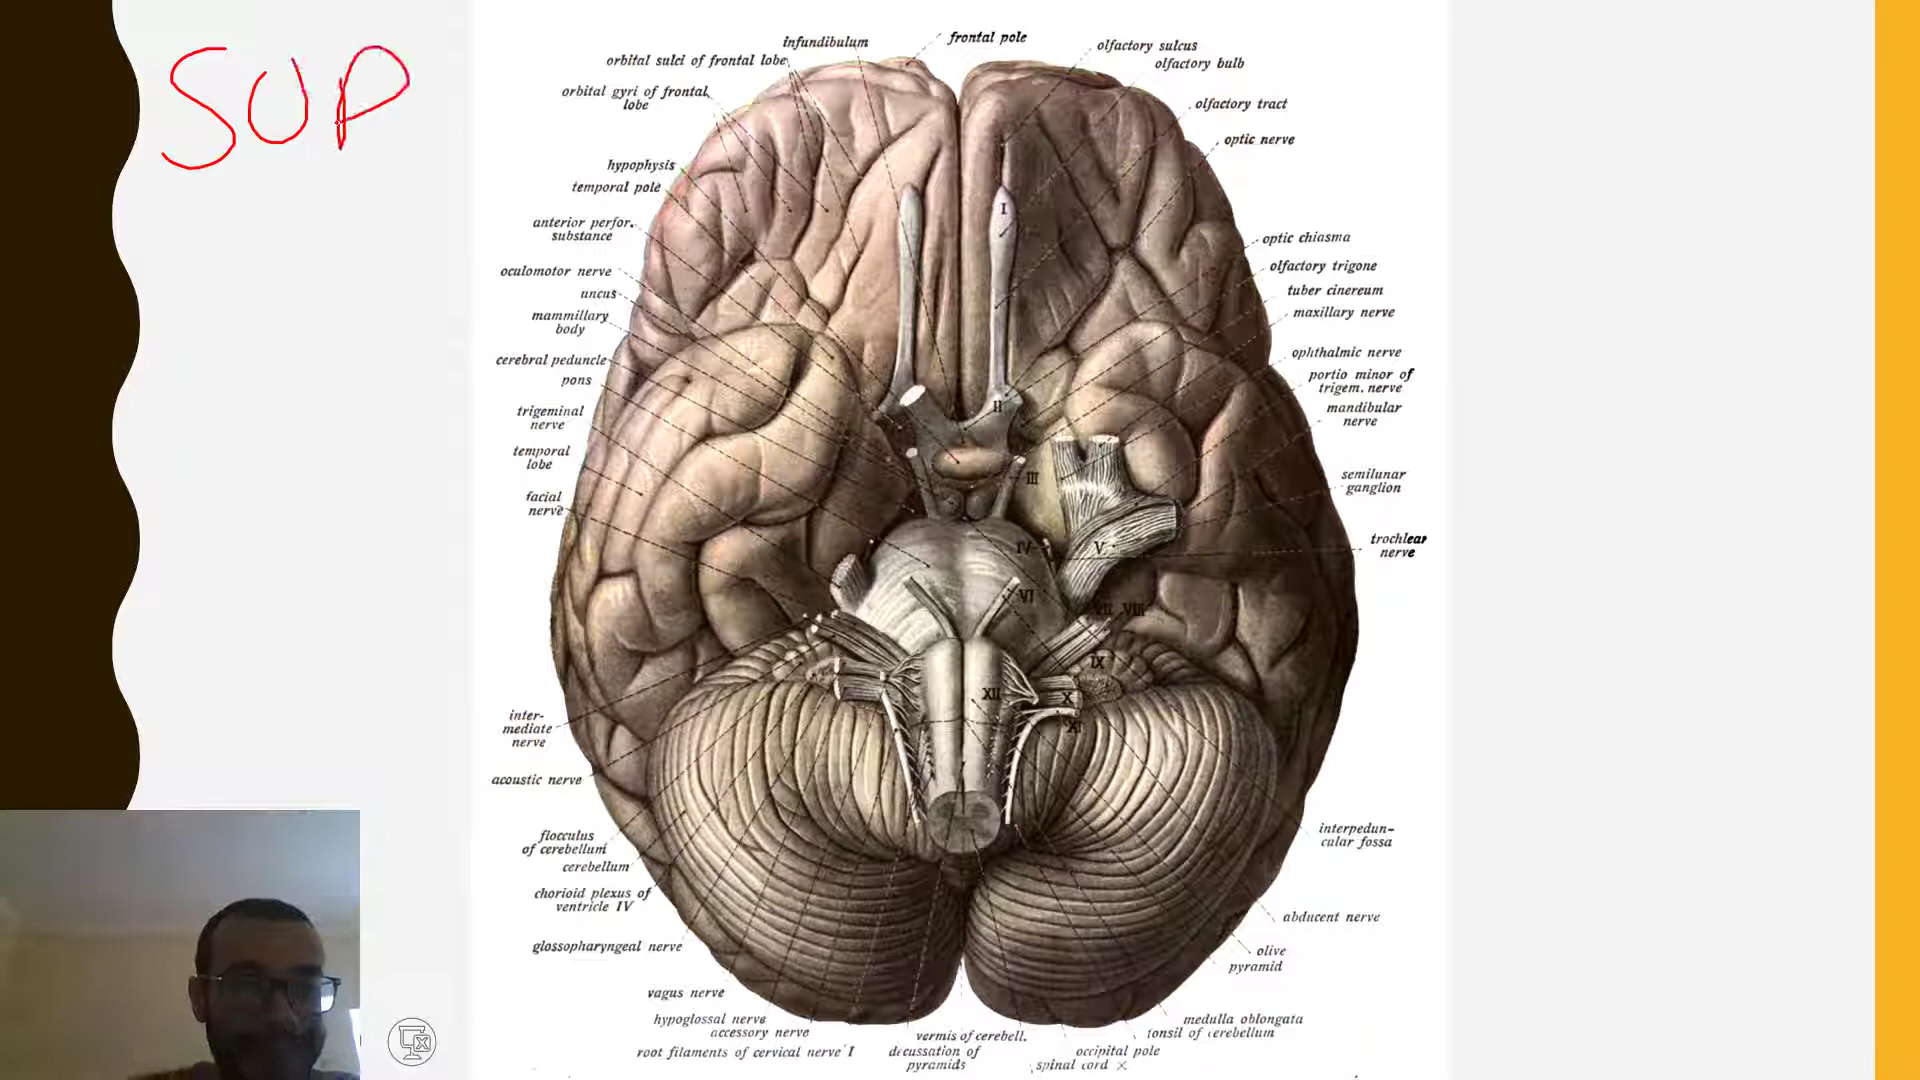 SUP
infundibulum
frontal pole
orbital sulci of frontal lobe
orbital gyri of frontal
lobe
hypophysis
temporal pole
anterior perfor.
substance
oculomotor nerve
uncus
mammillary
body
cerebral peduncle
pons
trigeminal
nerve
temporal
lobe
facial
nerve
inter-
mediate
nerve
acoustic nerve
flocculus
of cerebellum
cerebellum
chorioid plexus of
ventricle IV
glossopharyngeal nerve
vagus nerve
hypoglossal nerve
accessory nerve
root filaments of cervical nerve I
olfactory sulcus
olfactory bulb
olfactory tract
optic nerve
optic chiasma
olfactory trigone
tuber cinereum
maxillary nerve
ophthalmic nerve
portio minor of
trigem. nerve
mandibular
nerve
semilunar
ganglion
trochlear
nerve
interpedun-
cular fossa
abducent nerve
olive
pyramid
medulla oblongata
tonsil of cerebellum
vermis of cerebell.
decussation of
pyramids
occipital pole
spinal cord
I
II
III
IV
V
VI
VII VIII
IX
X
XI
XII